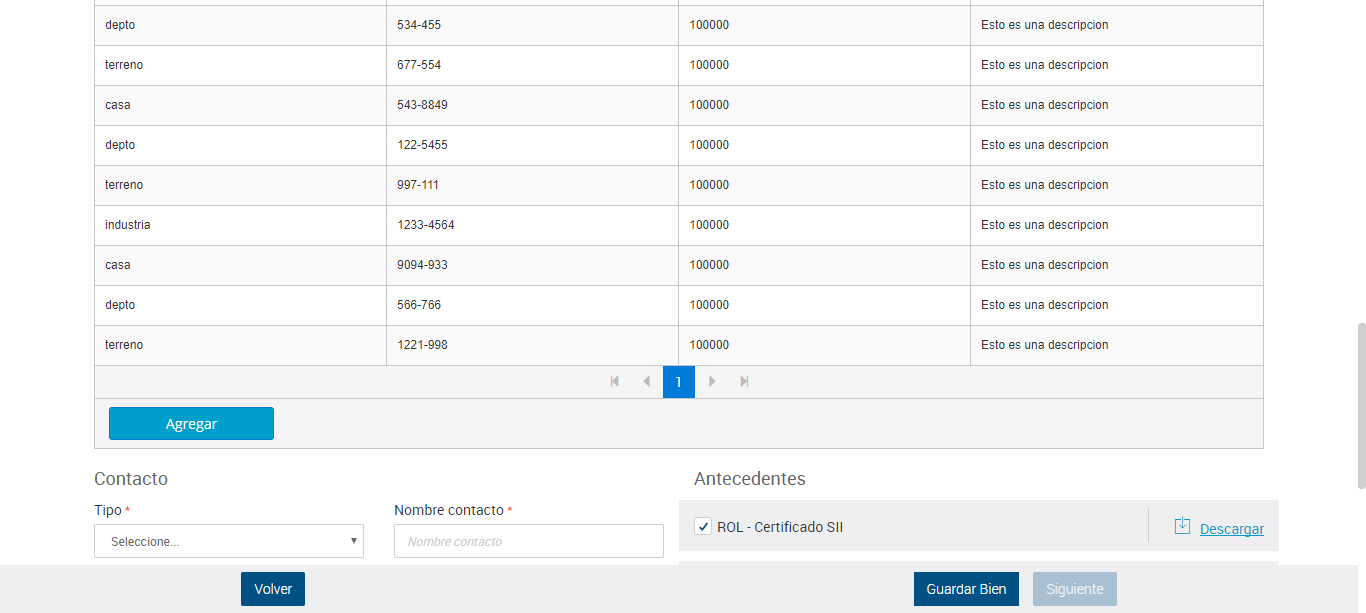 depto 534-455 100000 Esto es una descripcion
terreno 677-554 100000 Esto es una descripcion
casa 543-8849 100000 Esto es una descripcion
depto 122-5455 100000 Esto es una descripcion
terreno 997-111 100000 Esto es una descripcion
industria 1233-4564 100000 Esto es una descripcion
casa 9094-933 100000 Esto es una descripcion
depto 566-766 100000 Esto es una descripcion
terreno 1221-998 100000 Esto es una descripcion
1
Agregar
Contacto
Tipo *
Nombre contacto *
Seleccione...
Nombre contacto
Antecedentes
ROL - Certificado SII
Descargar
Volver
Guardar Bien
Siguiente